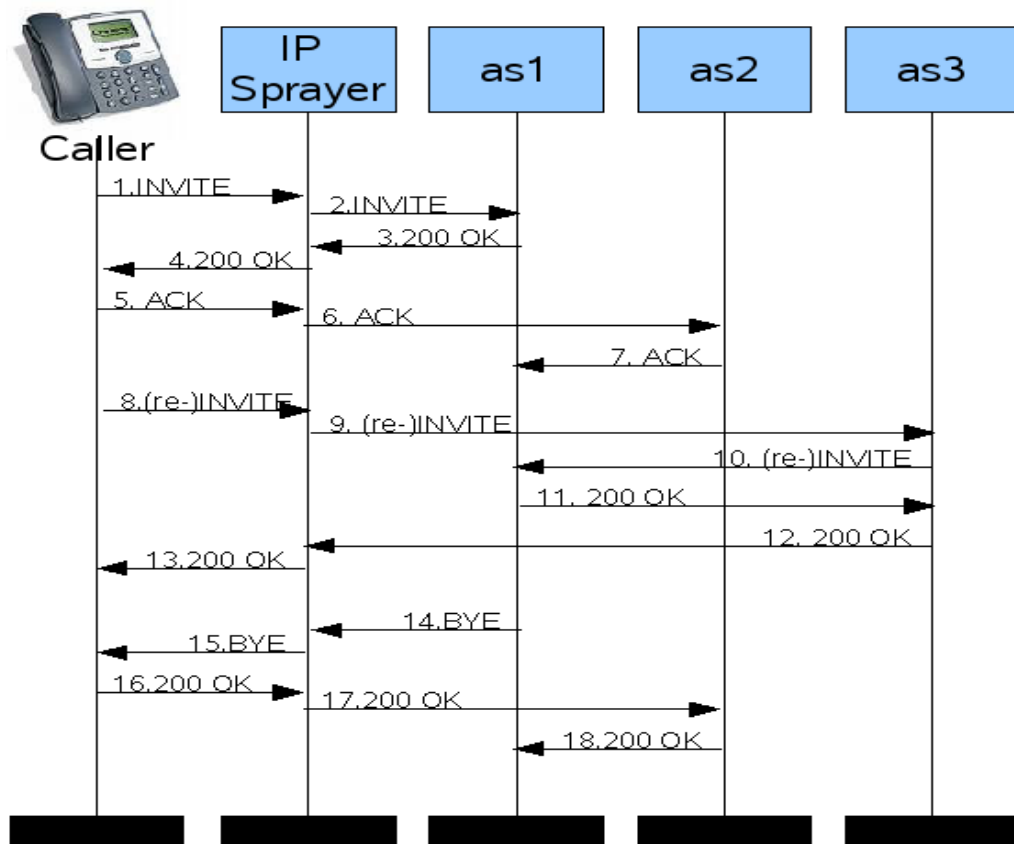 IP
Sprayer
as1
as2
as3
Caller
1.INVITE
2.INVITE
3.200 OK
4.200 OK
5. ACK
6. ACK
7. ACK
8.(re-)INVITE
9. (re-)INVITE
10. (re-)INVITE
11. 200 OK
12. 200 OK
13.200 OK
14.BYE
15.BYE
16.200 OK
17.200 OK
18.200 OK